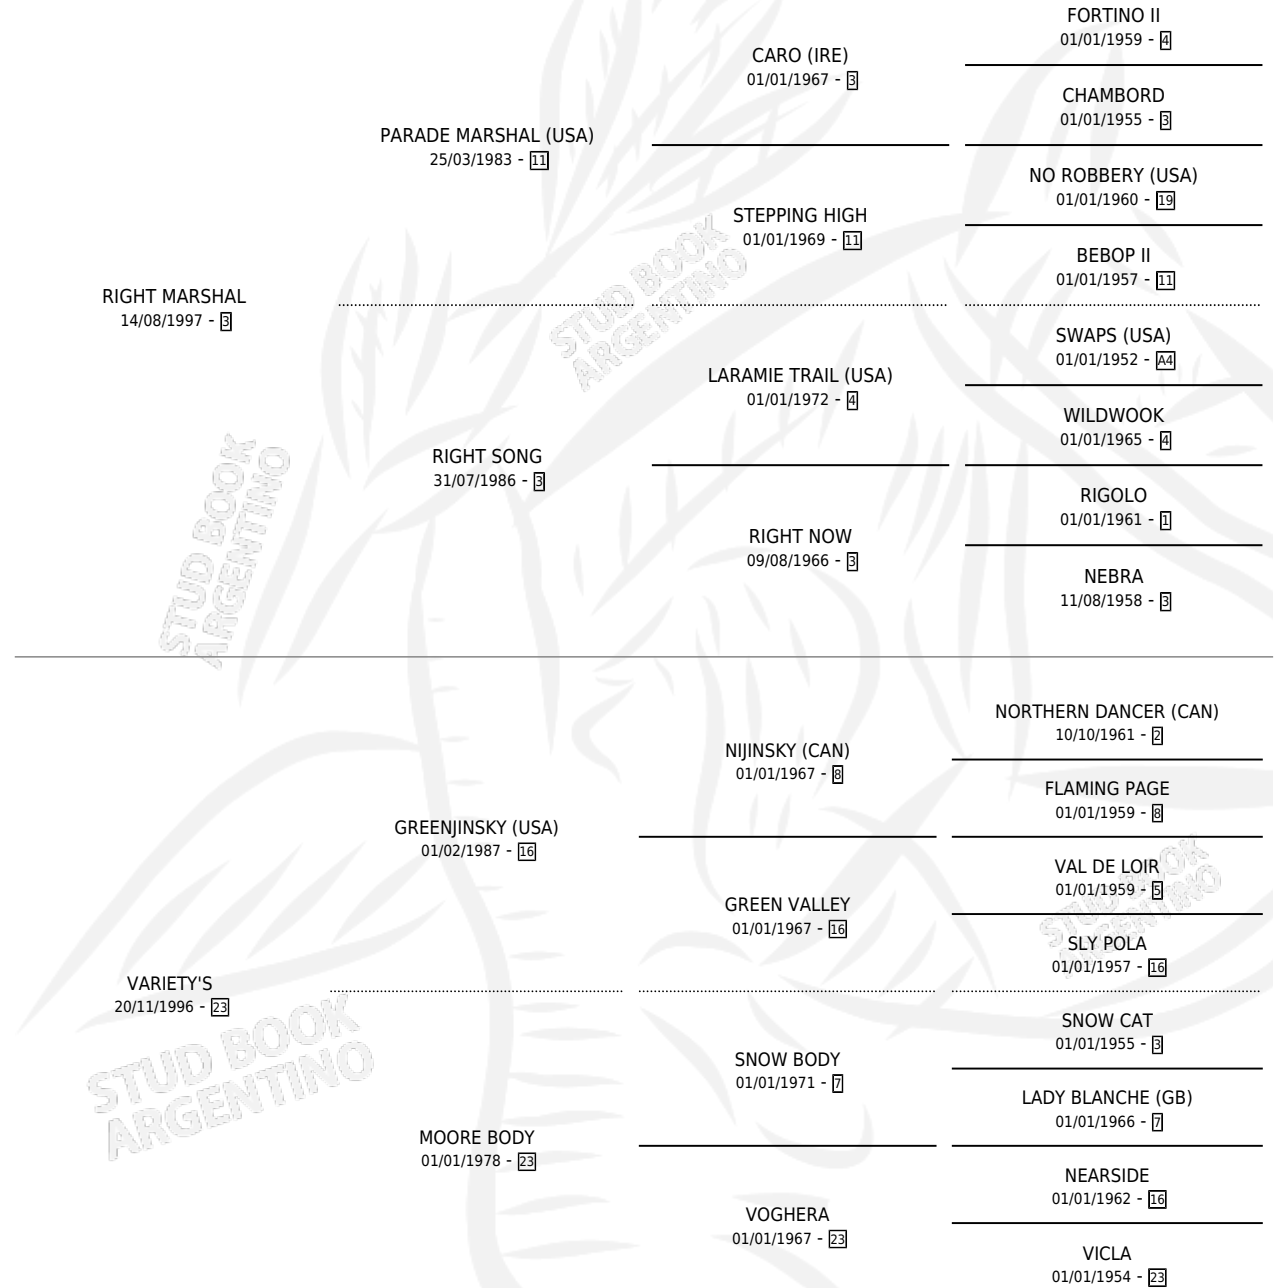 FORTINO II
01/01/1959 - 4
CARO (IRE)
01/01/1967 - 3
CHAMBORD
01/01/1955 - 3
PARADE MARSHAL (USA)
25/03/1983 - 11
NO ROBBERY (USA)
01/01/1960 - 19
STEPPING HIGH
01/01/1969 - 11
BEBOP II
01/01/1957 - 11
RIGHT MARSHAL
14/08/1997 - 3
SWAPS (USA)
01/01/1952 - A4
LARAMIE TRAIL (USA)
01/01/1972 - 4
WILDWOOK
01/01/1965 - 4
RIGHT SONG
31/07/1986 - 3
RIGOLO
01/01/1961 - 1
RIGHT NOW
09/08/1966 - 3
NEBRA
11/08/1958 - 3
NORTHERN DANCER (CAN)
10/10/1961 - 2
NIJINSKY (CAN)
01/01/1967 - 8
FLAMING PAGE
01/01/1959 - 8
GREENJINSKY (USA)
01/02/1987 - 16
VAL DE LOIR
01/01/1959 - 5
GREEN VALLEY
01/01/1967 - 16
SLY POLA
01/01/1957 - 16
VARIETY'S
20/11/1996 - 23
SNOW CAT
01/01/1955 - 3
SNOW BODY
01/01/1971 - 7
LADY BLANCHE (GB)
01/01/1966 - 7
MOORE BODY
01/01/1978 - 23
NEARSIDE
01/01/1962 - 16
VOGHERA
01/01/1967 - 23
VICLA
01/01/1954 - 23
STUD BOOK
ARGENTINO
STUD BOOK
ARGENTINO
STUD BOOK
ARGENTINO
STUD BOOK
ARGENTINO